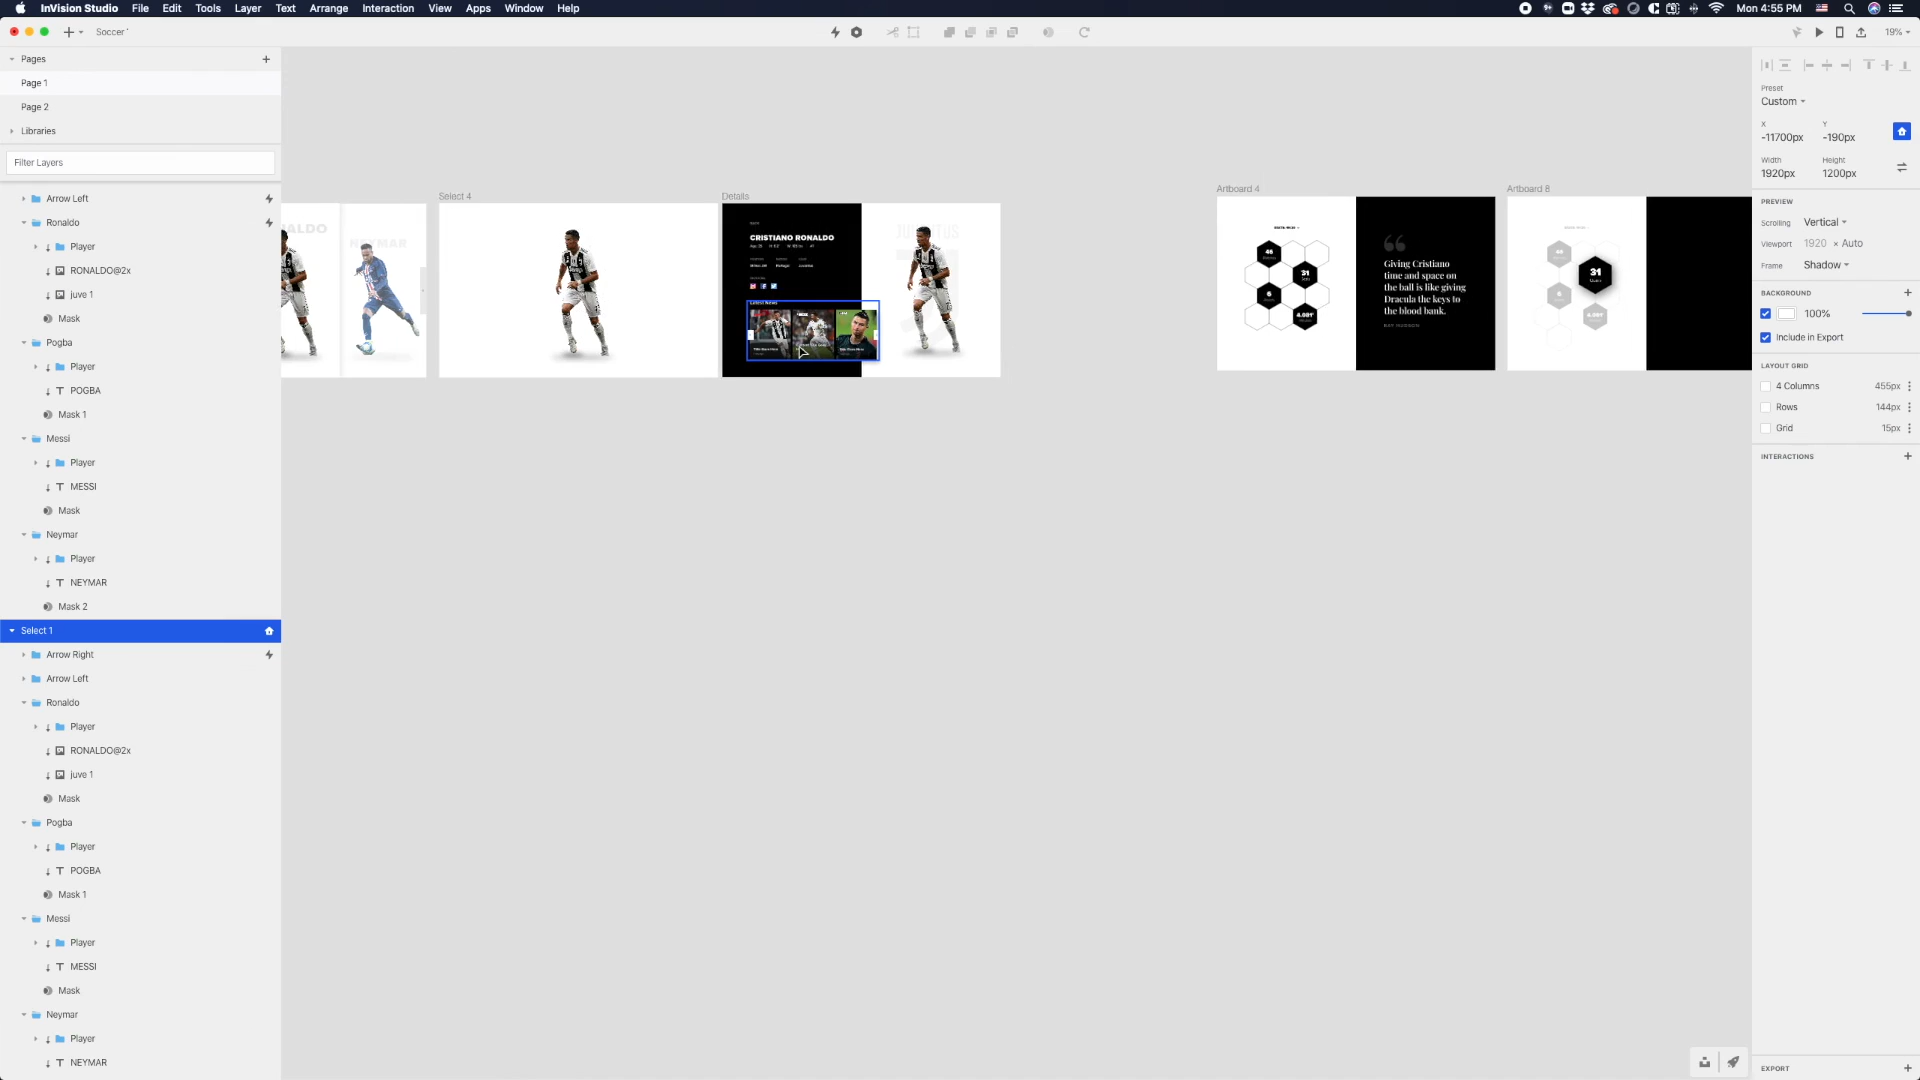 InVision Studio File Edit Tools Layer Text Arrange Interaction View Apps Window Help
Mon 4:55 PM
Soccer
19%
Pages
Page 1
Page 2
Libraries
Filter Layers
Arrow Left
Ronaldo
Player
RONALDO@2x
juve 1
Mask
Pogba
Player
POGBA
Mask 1
Messi
Player
MESSI
Mask
Neymar
Player
NEYMAR
Mask 2
Select 1
Arrow Right
Arrow Left
Ronaldo
Player
RONALDO@2x
juve 1
Mask
Pogba
Player
POGBA
Mask 1
Messi
Player
MESSI
Mask
Neymar
Player
NEYMAR
Select 4
Details
NALDO
NEYMAR
CRISTIANO RONALDO
Latest News
JUVENTUS
Artboard 4
31
6
Giving Cristiano
time and space on
the ball is like giving
Dracula the keys to
the blood bank.
Artboard 8
31
Preset
Custom
X
Y
-11700px
-190px
Width
Height
1920px
1200px
PREVIEW
Scrolling Vertical
Viewport 1920 × Auto
Frame Shadow
BACKGROUND
100%
Include in Export
LAYOUT GRID
4 Columns 455px
Rows 144px
Grid 15px
INTERACTIONS
EXPORT